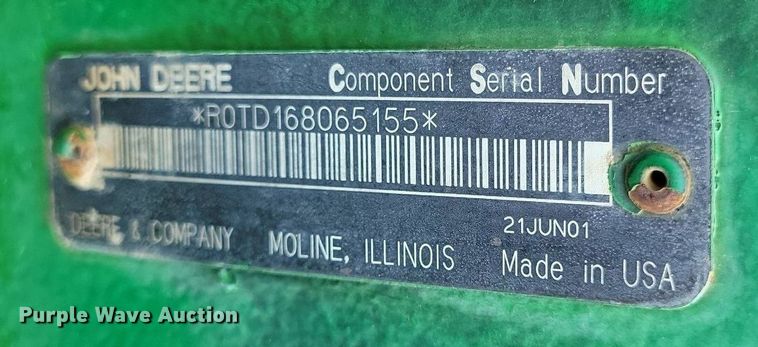 JOHN DEERE Component Serial Number
*R0TD168065155*
21JUN01
DEERE & COMPANY MOLINE, ILLINOIS Made in USA
Purple Wave Auction